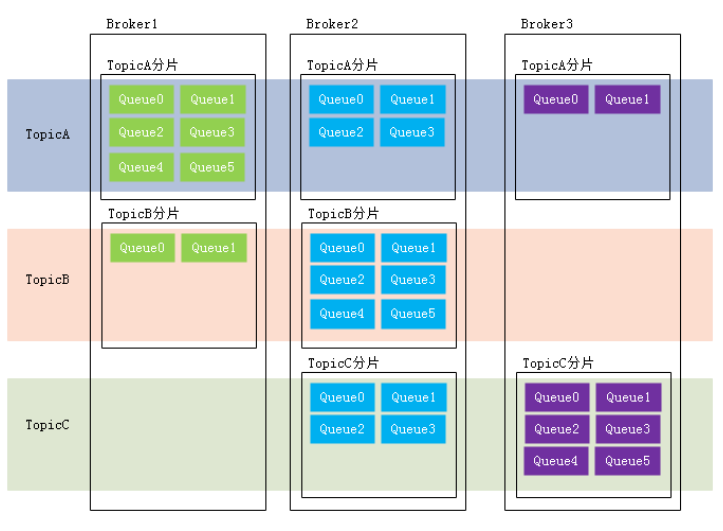 Broker1 Broker2 Broker3
TopicA分片 TopicA分片 TopicA分片
Queue0 Queue1 Queue0 Queue1 Queue0 Queue1
TopicA Queue2 Queue3 Queue2 Queue3
Queue4 Queue5
TopicB分片 TopicB分片
Queue0 Queue1 Queue0 Queue1
TopicB Queue2 Queue3
Queue4 Queue5
TopicC分片 TopicC分片
Queue0 Queue1 Queue0 Queue1
TopicC Queue2 Queue3 Queue2 Queue3
Queue4 Queue5